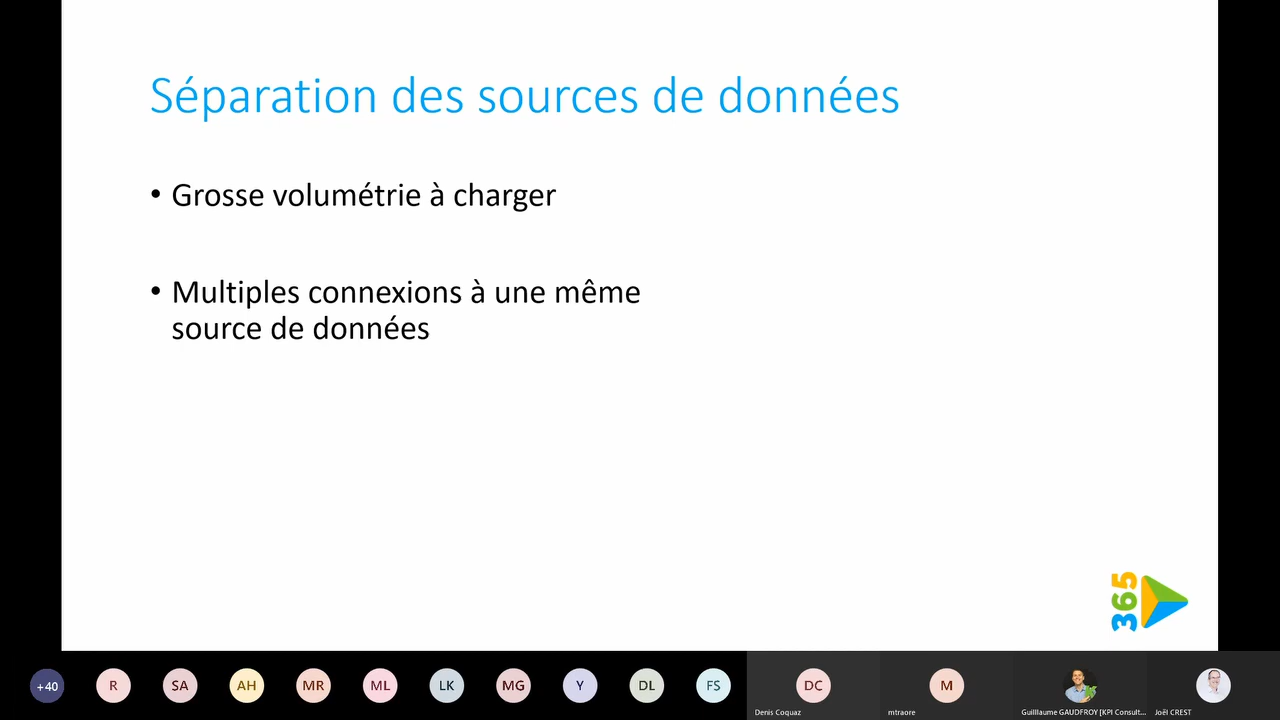 Séparation des sources de données
• Grosse volumétrie à charger
• Multiples connexions à une même
source de données
365
+40
R
SA
AH
MR
ML
LK
MG
Y
DL
FS
DC
M
Denis Coquaz
mtraore
Guilllaume GAUDFROY [KPI Consult...
Joël CREST